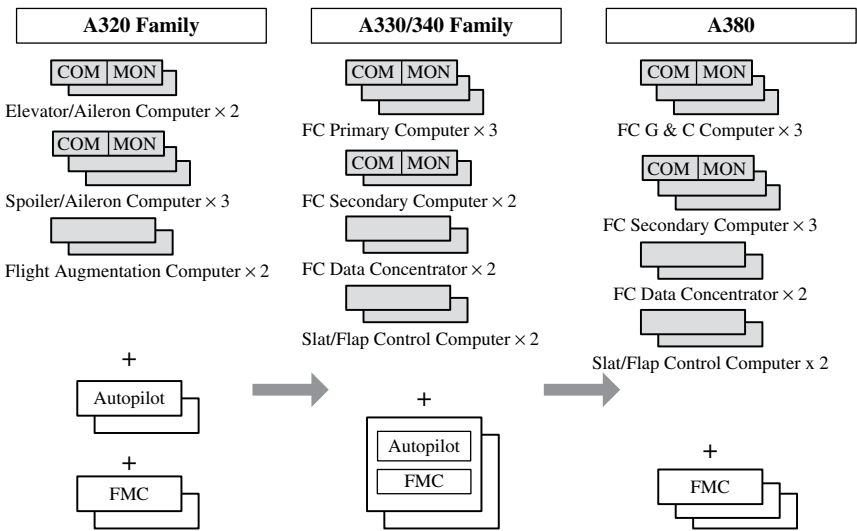 A320 Family
COM MON
Elevator/Aileron Computer × 2
COM MON
Spoiler/Aileron Computer × 3
Flight Augmentation Computer × 2
+
Autopilot
+
FMC
A330/340 Family
COM MON
FC Primary Computer × 3
COM MON
FC Secondary Computer × 2
FC Data Concentrator × 2
Slat/Flap Control Computer × 2
+
Autopilot
FMC
A380
COM MON
FC G & C Computer × 3
COM MON
FC Secondary Computer × 3
FC Data Concentrator × 2
Slat/Flap Control Computer x 2
+
FMC